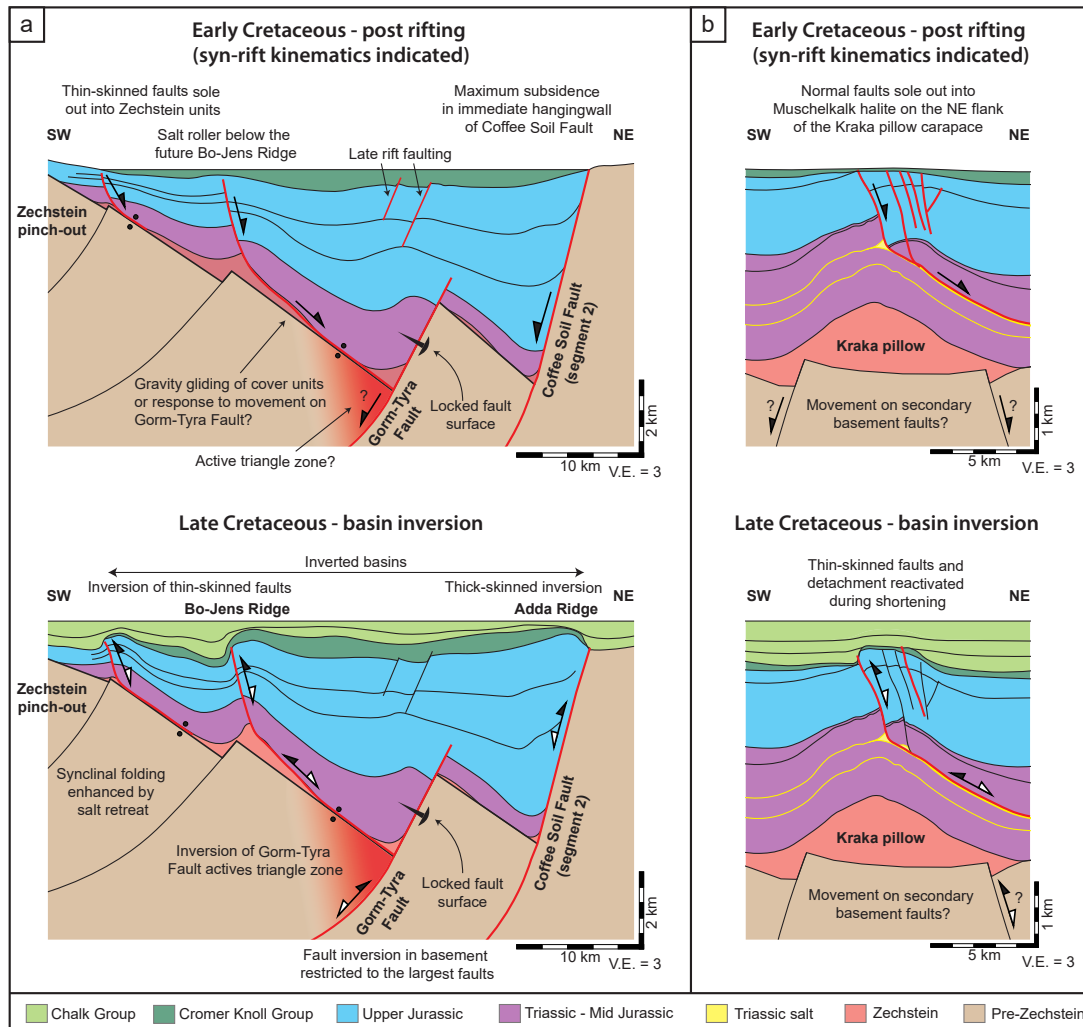 a
Early Cretaceous - post rifting
(syn-rift kinematics indicated)
Thin-skinned faults sole
out into Zechstein units
Maximum subsidence
in immediate hangingwall
of Coffee Soil Fault
SW
NE
Salt roller below the
future Bo-Jens Ridge
Late rift faulting
Zechstein
pinch-out
Gravity gliding of cover units
or response to movement on
Gorm-Tyra Fault?
?
Gorm-Tyra
Fault
Locked fault
surface
Coffee Soil Fault
(segment 2)
Active triangle zone?
2 km
10 km
V.E. = 3
Late Cretaceous - basin inversion
Inverted basins
Inversion of thin-skinned faults
Thick-skinned inversion
SW
Bo-Jens Ridge
Adda Ridge
NE
Zechstein
pinch-out
Synclinal folding
enhanced by
salt retreat
Inversion of Gorm-Tyra
Fault actives triangle zone
Gorm-Tyra
Fault
Locked fault
surface
Coffee Soil Fault
(segment 2)
Fault inversion in basement
restricted to the largest faults
2 km
10 km
V.E. = 3
b
Early Cretaceous - post rifting
(syn-rift kinematics indicated)
Normal faults sole out into
Muschelkalk halite on the NE flank
of the Kraka pillow carapace
SW
NE
Kraka pillow
?
Movement on secondary
basement faults?
?
1 km
5 km
V.E. = 3
Late Cretaceous - basin inversion
Thin-skinned faults and
detachment reactivated
during shortening
SW
NE
Kraka pillow
Movement on secondary
basement faults?
?
1 km
5 km
V.E. = 3
Chalk Group
Cromer Knoll Group
Upper Jurassic
Triassic - Mid Jurassic
Triassic salt
Zechstein
Pre-Zechstein